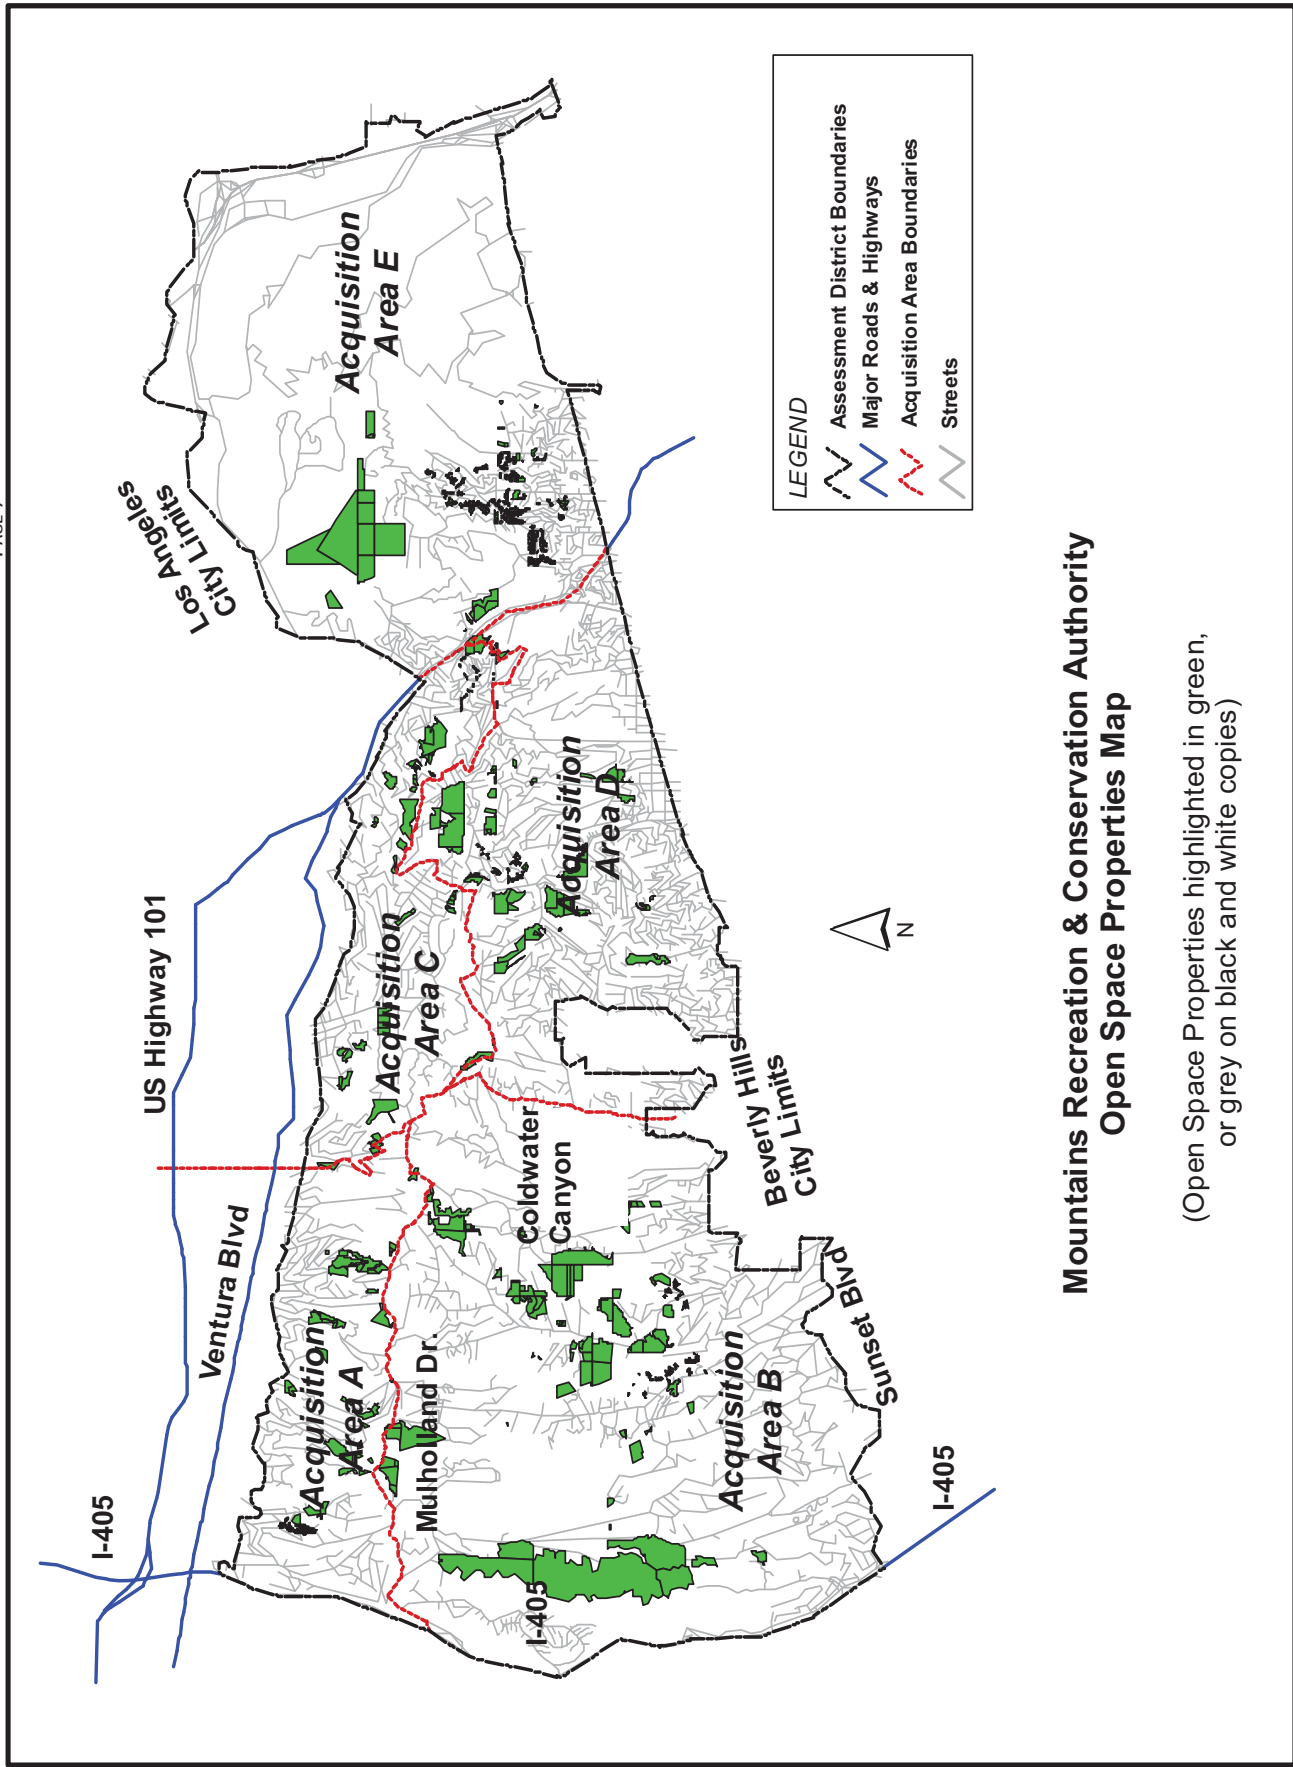 Los Angeles
City Limits
US Highway 101
I-405
Ventura Blvd
Acquisition
Area E
Acquisition
Area C
Acquisition
Area A
Mulholland Dr.
Coldwater
Canyon
Acquisition
Area D
I-405
Beverly Hills
City Limits
Acquisition
Area B
Sunset Blvd
I-405
N
LEGEND
Assessment District Boundaries
Major Roads & Highways
Acquisition Area Boundaries
Streets
Mountains Recreation & Conservation Authority
Open Space Properties Map
(Open Space Properties highlighted in green,
or grey on black and white copies)